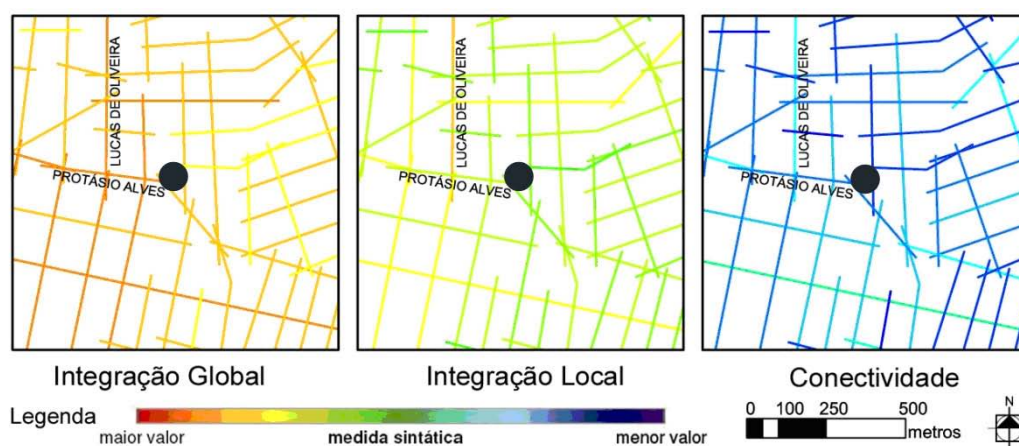 LUCAS DE OLIVEIRA
PROTÁSIO ALVES
LUCAS DE OLIVEIRA
PROTÁSIO ALVES
LUCAS DE OLIVEIRA
PROTÁSIO ALVES
Integração Global
Integração Local
Conectividade
Legenda
maior valor
medida sintática
menor valor
0 100 250 500
metros
N